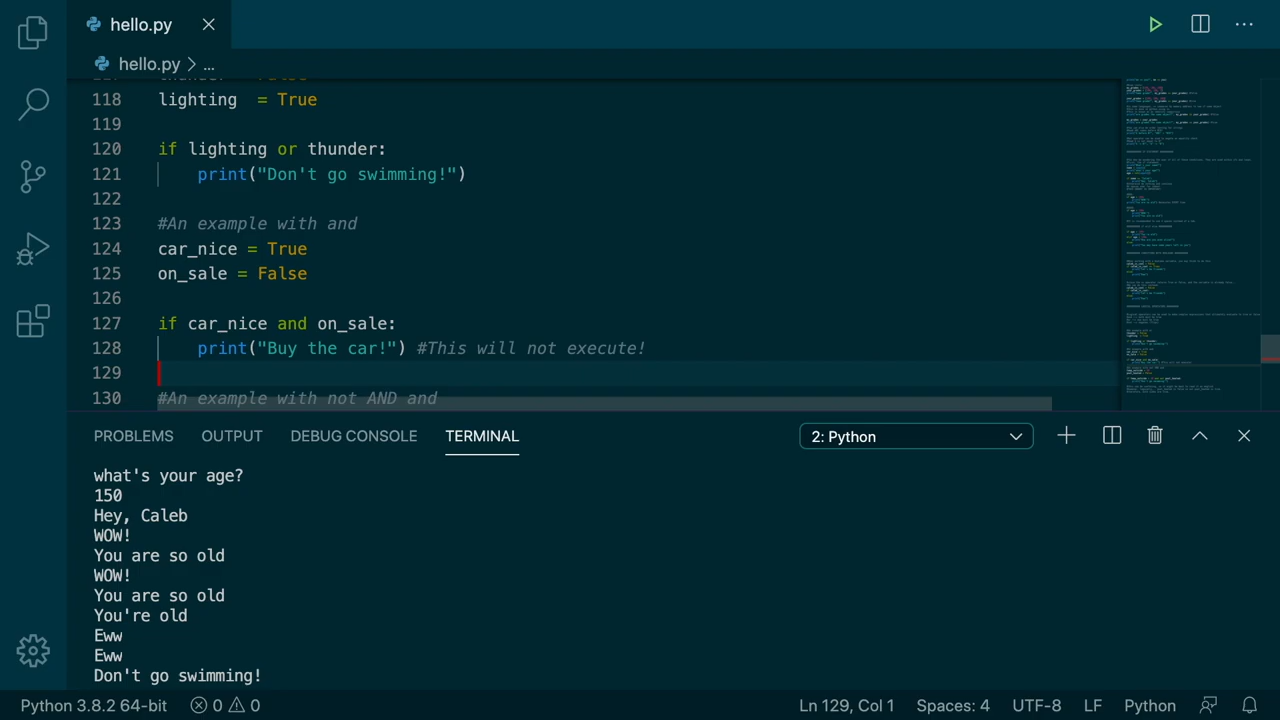 hello.py
hello.py > ...
118 lighting  = True
119
120 if lighting or thunder:
121     print("Don't go swimming!")
122
123 #An example with and
124 car_nice = True
125 on_sale = False
126
127 if car_nice and on_sale:
128     print("Buy the car!") #This will not execute!
129
130 #An example with not AND and
PROBLEMS OUTPUT DEBUG CONSOLE TERMINAL 2: Python
what's your age?
150
Hey, Caleb
WOW!
You are so old
WOW!
You are so old
You're old
Eww
Eww
Don't go swimming!
Python 3.8.2 64-bit 0 0 Ln 129, Col 1 Spaces: 4 UTF-8 LF Python